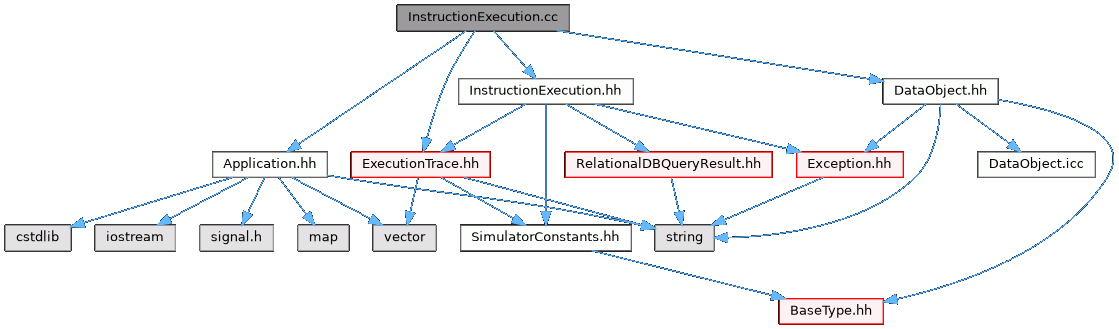 InstructionExecution.cc
InstructionExecution.hh
DataObject.hh
Application.hh
ExecutionTrace.hh
RelationalDBQueryResult.hh
Exception.hh
DataObject.icc
cstdlib
iostream
signal.h
map
vector
SimulatorConstants.hh
string
BaseType.hh